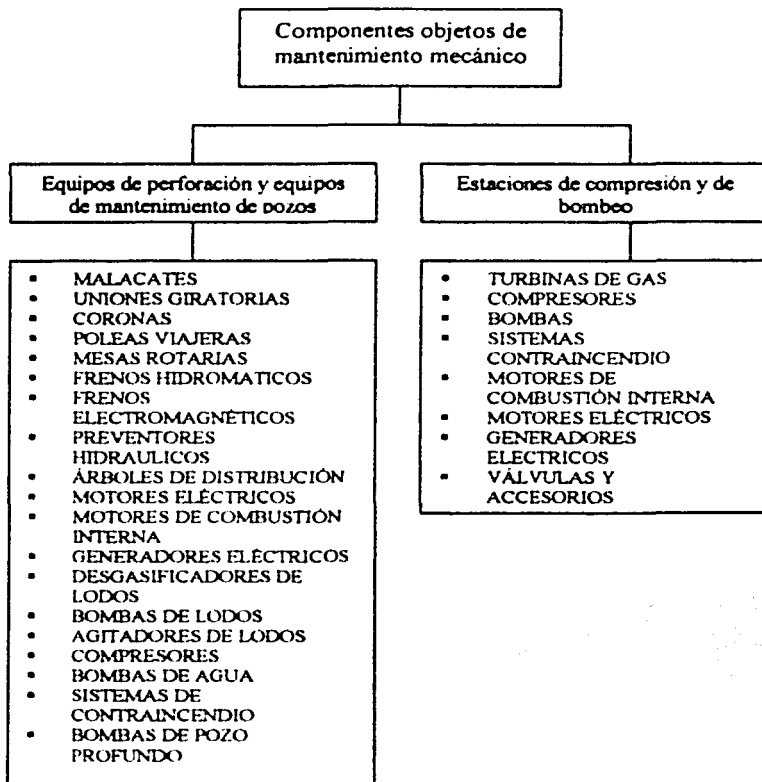 Componentes objetos de
mantenimiento mecánico
Equipos de perforación y equipos
de mantenimiento de pozos
Estaciones de compresión y de
bombeo
▪ MALACATES
▪ UNIONES GIRATORIAS
▪ CORONAS
▪ POLEAS VIAJERAS
▪ MESAS ROTARIAS
▪ FRENOS HIDROMATICOS
▪ FRENOS
ELECTROMAGNÉTICOS
▪ PREVENTORES
HIDRAULICOS
▪ ÁRBOLES DE DISTRIBUCIÓN
▪ MOTORES ELÉCTRICOS
▪ MOTORES DE COMBUSTIÓN
INTERNA
▪ GENERADORES ELÉCTRICOS
▪ DESGASIFICADORES DE
LODOS
▪ BOMBAS DE LODOS
▪ AGITADORES DE LODOS
▪ COMPRESORES
▪ BOMBAS DE AGUA
▪ SISTEMAS DE
CONTRAINCENDIO
▪ BOMBAS DE POZO
PROFUNDO
▪ TURBINAS DE GAS
▪ COMPRESORES
▪ BOMBAS
▪ SISTEMAS
CONTRAINCENDIO
▪ MOTORES DE
COMBUSTIÓN INTERNA
▪ MOTORES ELÉCTRICOS
▪ GENERADORES
ELECTRICOS
▪ VÁLVULAS Y
ACCESORIOS